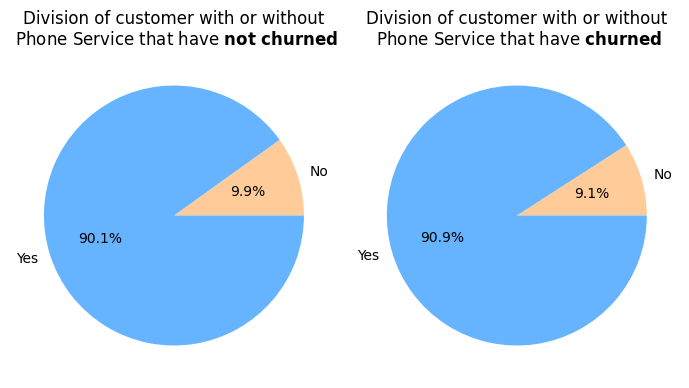 Division of customer with or without
Phone Service that have not churned
No
9.9%
90.1%
Yes
Division of customer with or without
Phone Service that have churned
No
9.1%
90.9%
Yes